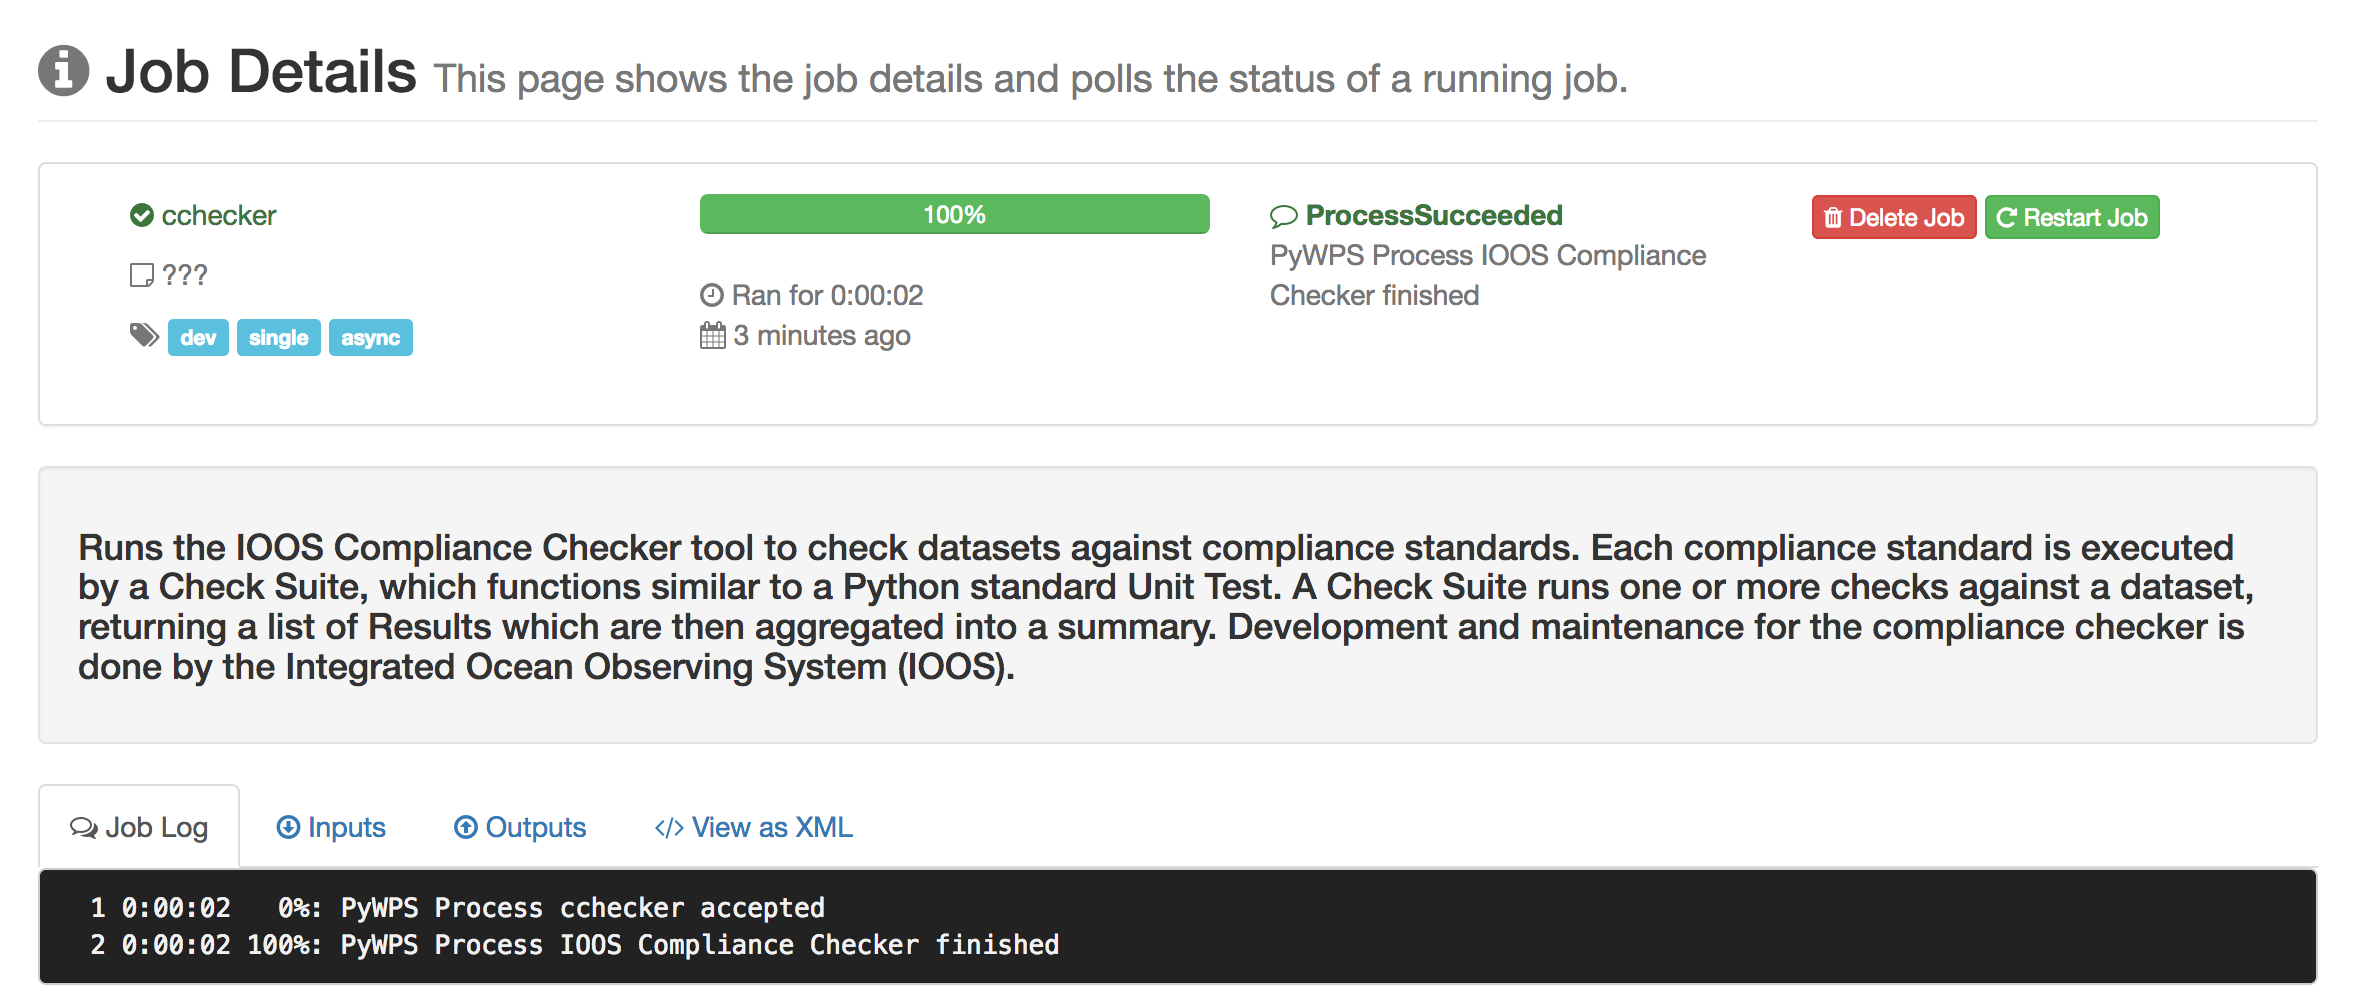 Job Details This page shows the job details and polls the status of a running job.
cchecker
???
dev single async
100%
Ran for 0:00:02
3 minutes ago
ProcessSucceeded
PyWPS Process IOOS Compliance
Checker finished
Delete Job Restart Job
Runs the IOOS Compliance Checker tool to check datasets against compliance standards. Each compliance standard is executed
by a Check Suite, which functions similar to a Python standard Unit Test. A Check Suite runs one or more checks against a dataset,
returning a list of Results which are then aggregated into a summary. Development and maintenance for the compliance checker is
done by the Integrated Ocean Observing System (IOOS).
Job Log Inputs Outputs </> View as XML
1 0:00:02 0%: PyWPS Process cchecker accepted
2 0:00:02 100%: PyWPS Process IOOS Compliance Checker finished